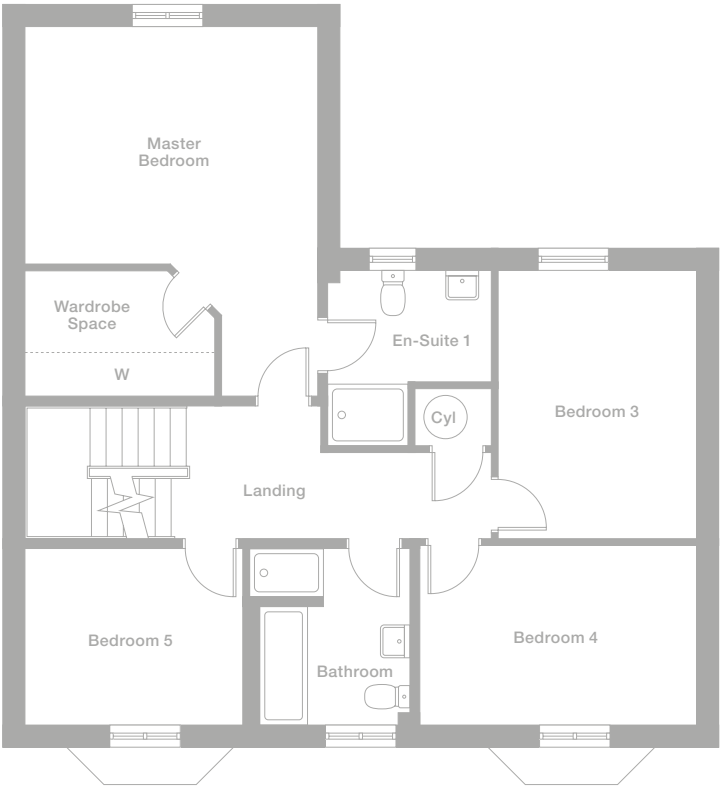 Master
Bedroom
Wardrobe
Space
W
En-Suite 1
Cyl
Bedroom 3
Landing
Bedroom 5
Bathroom
Bedroom 4